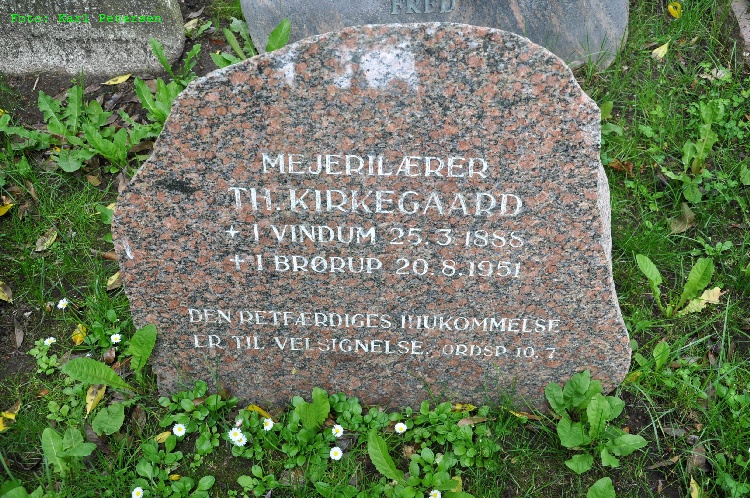 Foto: Karl Petersen
FRED
MEJERILÆRER
TH. KIRKEGAARD
+ I VINDUM 25.3.1888
+ I BRØRUP 20.8.1951
DEN RETFÆRDIGES IHUKOMMELSE
ER TIL VELSIGNELSE. ORDSP. 10.7